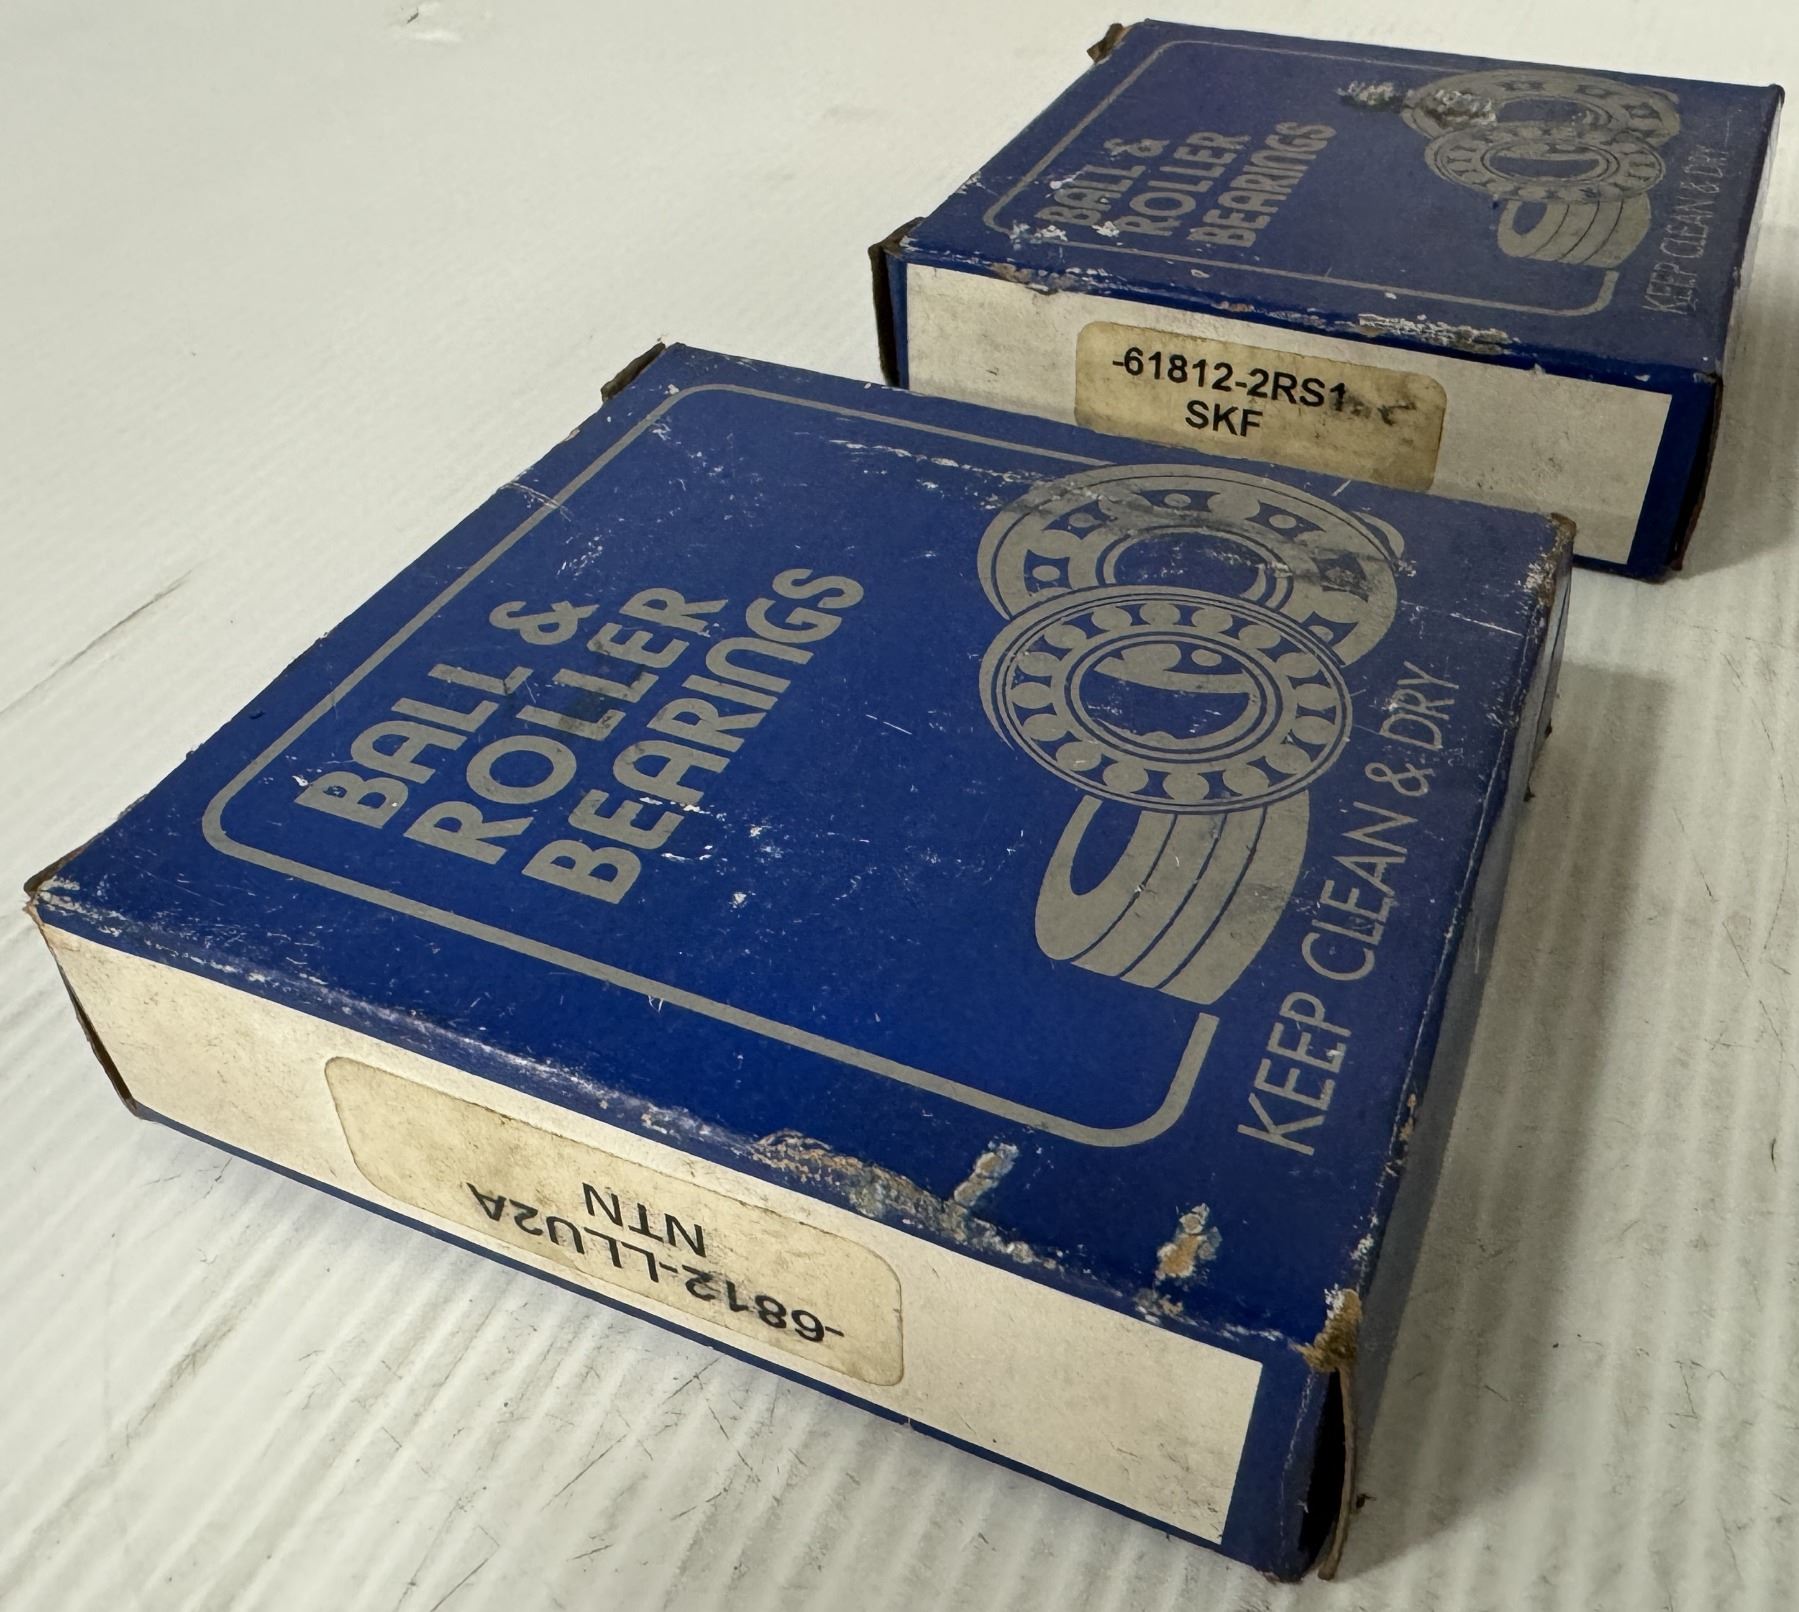 BALL &
ROLLER
BEARINGS
KEEP CLEAN & DRY
-61812-2RS1
SKF
BALL &
ROLLER
BEARINGS
KEEP CLEAN & DRY
-6812-LLU2A
NTN